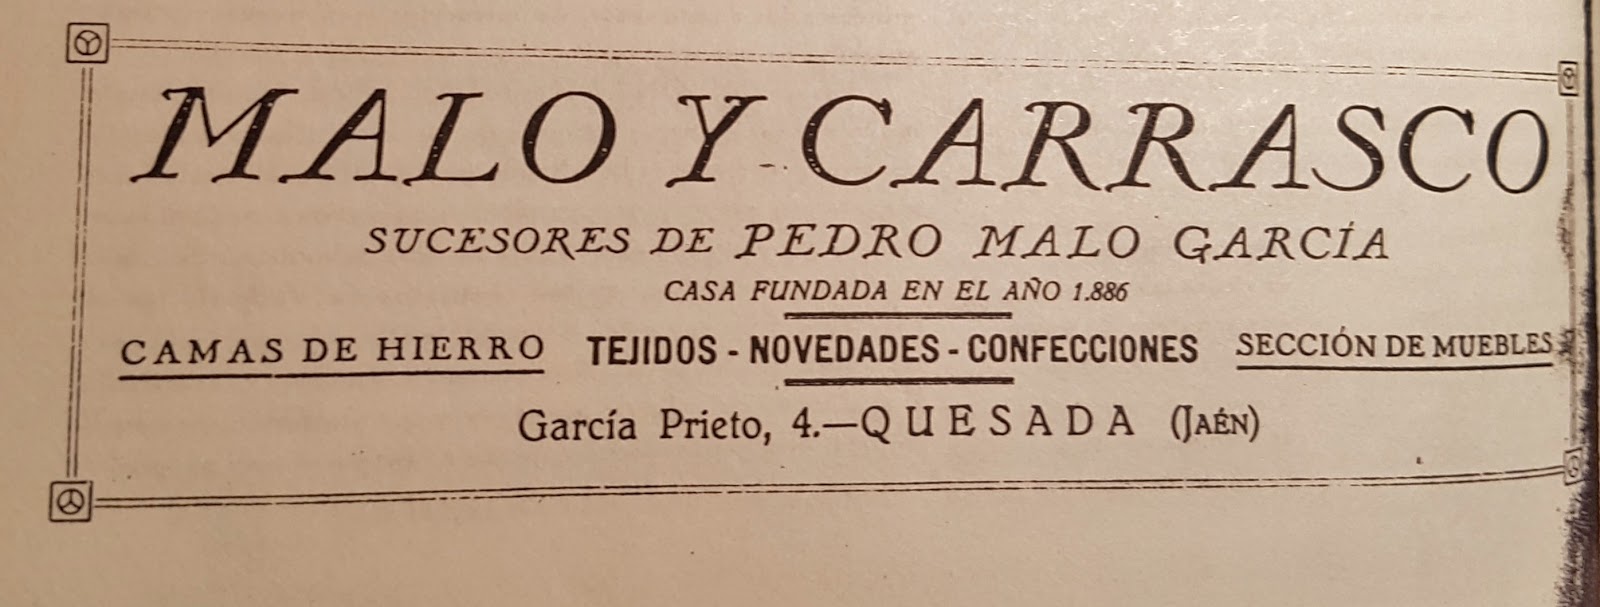 MALO Y CARRASCO
SUCESORES DE PEDRO MALO GARCÍA
CASA FUNDADA EN EL AÑO 1.886
CAMAS DE HIERRO TEJIDOS - NOVEDADES - CONFECCIONES SECCIÓN DE MUEBLES
García Prieto, 4.—QUESADA (JAÉN)